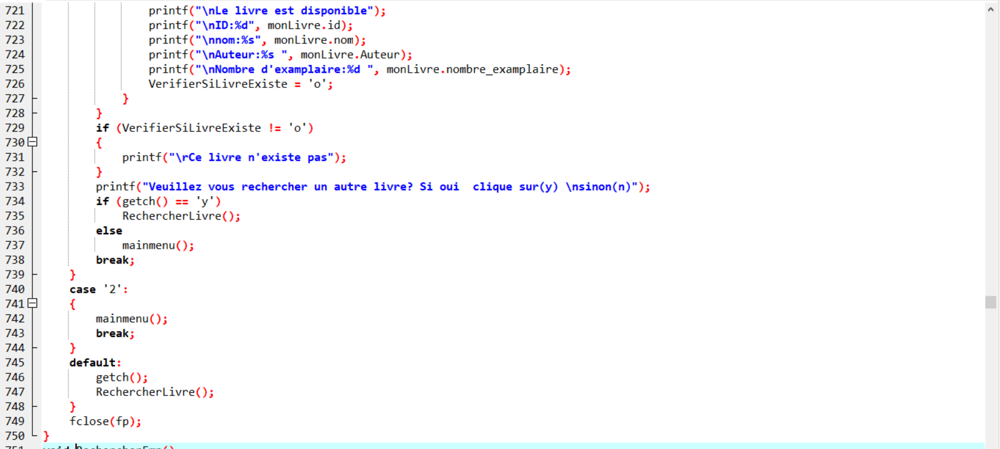 721 printf("\nLe livre est disponible");
722 printf("\nID:%d", monLivre.id);
723 printf("\nnom:%s", monLivre.nom);
724 printf("\nAuteur:%s ", monLivre.Auteur);
725 printf("\nNombre d'examplaire:%d ", monLivre.nombre_examplaire);
726 VerifierSiLivreExiste = 'o';
727 }
728 }
729 if (VerifierSiLivreExiste != 'o')
730 {
731 printf("\rCe livre n'existe pas");
732 }
733 printf("Veuillez vous rechercher un autre livre? Si oui  clique sur(y) \nsinon(n)");
734 if (getch() == 'y')
735 RechercherLivre();
736 else
737 mainmenu();
738 break;
739 }
740 case '2':
741 {
742 mainmenu();
743 break;
744 }
745 default:
746 getch();
747 RechercherLivre();
748 }
749 fclose(fp);
750 }
751 void